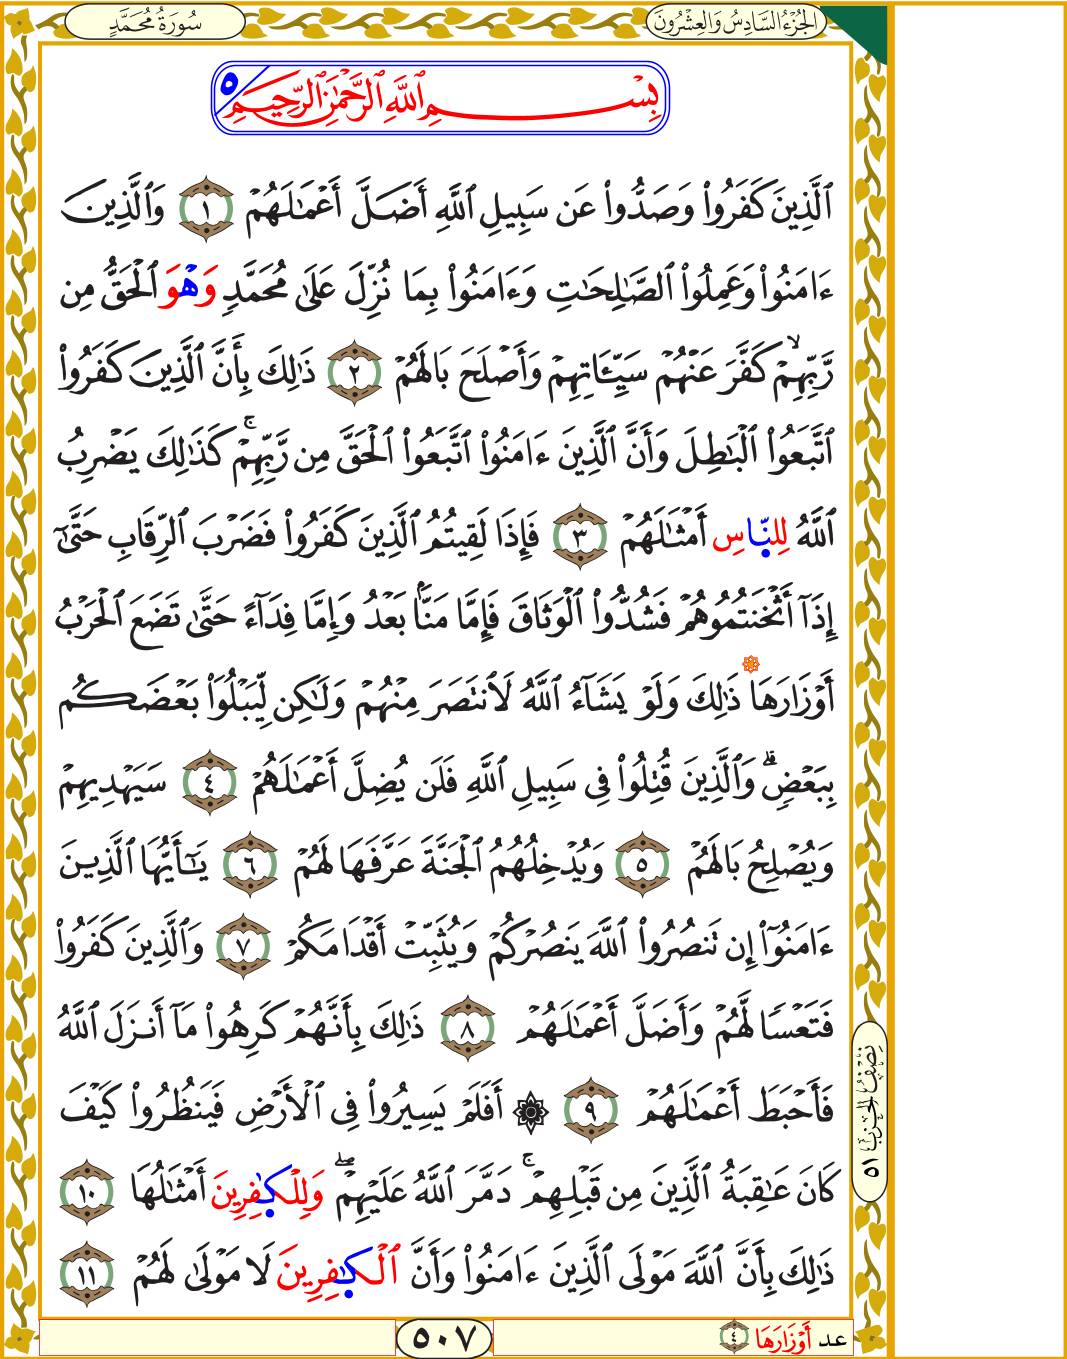 الجُزْءُ السَّادِسُ وَالعِشْرُونَ
سُورَةُ مُحَمَّدٍ
بِسْمِ ٱللَّهِ ٱلرَّحْمَٰنِ ٱلرَّحِيمِ ٥
ٱلَّذِينَ كَفَرُوا۟ وَصَدُّوا۟ عَن سَبِيلِ ٱللَّهِ أَضَلَّ أَعْمَٰلَهُمْ ١ وَٱلَّذِينَ
ءَامَنُوا۟ وَعَمِلُوا۟ ٱلصَّٰلِحَٰتِ وَءَامَنُوا۟ بِمَا نُزِّلَ عَلَىٰ مُحَمَّدٍ وَهْوَ ٱلْحَقُّ مِن
رَّبِّهِمْ ۙ كَفَّرَ عَنْهُمْ سَيِّـَٔاتِهِمْ وَأَصْلَحَ بَالَهُمْ ٢ ذَٰلِكَ بِأَنَّ ٱلَّذِينَ كَفَرُوا۟
ٱتَّبَعُوا۟ ٱلْبَٰطِلَ وَأَنَّ ٱلَّذِينَ ءَامَنُوا۟ ٱتَّبَعُوا۟ ٱلْحَقَّ مِن رَّبِّهِمْ ۚ كَذَٰلِكَ يَضْرِبُ
ٱللَّهُ لِلنَّاسِ أَمْثَٰلَهُمْ ٣ فَإِذَا لَقِيتُمُ ٱلَّذِينَ كَفَرُوا۟ فَضَرْبَ ٱلرِّقَابِ حَتَّىٰٓ
إِذَآ أَثْخَنتُمُوهُمْ فَشُدُّوا۟ ٱلْوَثَاقَ فَإِمَّا مَنًّۢا بَعْدُ وَإِمَّا فِدَآءً حَتَّىٰ تَضَعَ ٱلْحَرْبُ
أَوْزَارَهَا ذَٰلِكَ وَلَوْ يَشَآءُ ٱللَّهُ لَٱنتَصَرَ مِنْهُمْ وَلَٰكِن لِّيَبْلُوَا۟ بَعْضَكُم
بِبَعْضٍ ۗ وَٱلَّذِينَ قُتِلُوا۟ فِى سَبِيلِ ٱللَّهِ فَلَن يُضِلَّ أَعْمَٰلَهُمْ ٤ سَيَهْدِيهِمْ
وَيُصْلِحُ بَالَهُمْ ٥ وَيُدْخِلُهُمُ ٱلْجَنَّةَ عَرَّفَهَا لَهُمْ ٦ يَٰٓأَيُّهَا ٱلَّذِينَ
ءَامَنُوٓا۟ إِن تَنصُرُوا۟ ٱللَّهَ يَنصُرْكُمْ وَيُثَبِّتْ أَقْدَامَكُمْ ٧ وَٱلَّذِينَ كَفَرُوا۟
فَتَعْسًا لَّهُمْ وَأَضَلَّ أَعْمَٰلَهُمْ ٨ ذَٰلِكَ بِأَنَّهُمْ كَرِهُوا۟ مَآ أَنزَلَ ٱللَّهُ
فَأَحْبَطَ أَعْمَٰلَهُمْ ٩ ۞ أَفَلَمْ يَسِيرُوا۟ فِى ٱلْأَرْضِ فَيَنظُرُوا۟ كَيْفَ
كَانَ عَٰقِبَةُ ٱلَّذِينَ مِن قَبْلِهِمْ ۚ دَمَّرَ ٱللَّهُ عَلَيْهِمْ ۖ وَلِلْكَٰفِرِينَ أَمْثَٰلُهَا ١٠
ذَٰلِكَ بِأَنَّ ٱللَّهَ مَوْلَى ٱلَّذِينَ ءَامَنُوا۟ وَأَنَّ ٱلْكَٰفِرِينَ لَا مَوْلَىٰ لَهُمْ ١١
نِصْفُ الحِزْبِ ٥١
عد أَوْزَارَهَا ٤
٥٠٧